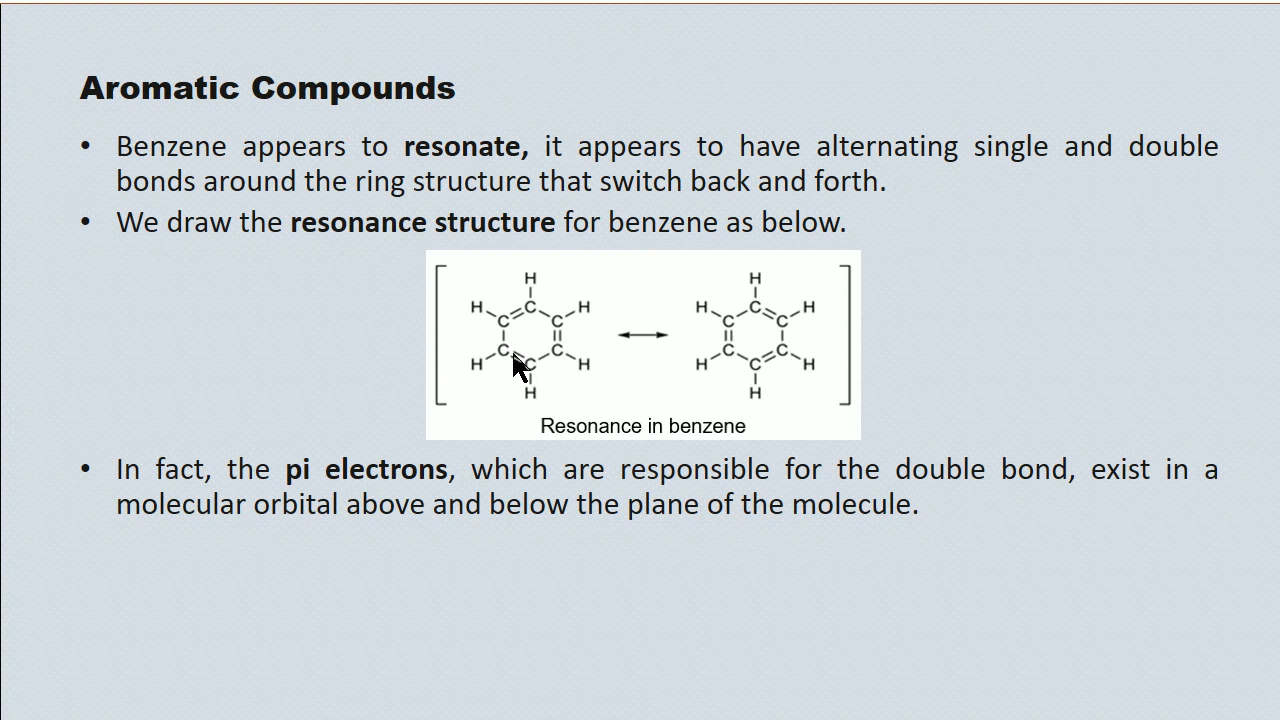 Aromatic Compounds
• Benzene appears to resonate, it appears to have alternating single and double
bonds around the ring structure that switch back and forth.
• We draw the resonance structure for benzene as below.
H H
H C H H C H
C C C C
C C C C
H C H H C H
H H
Resonance in benzene
• In fact, the pi electrons, which are responsible for the double bond, exist in a
molecular orbital above and below the plane of the molecule.